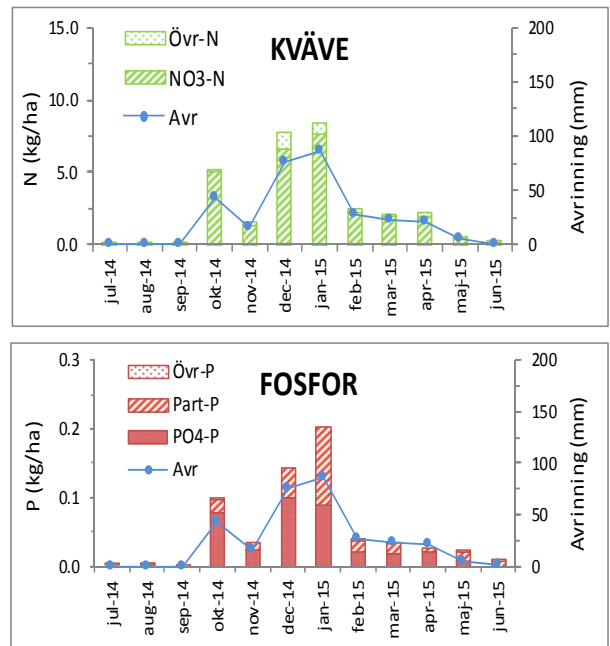 KVÄVE
Övr-N
NO3-N
Avr
N (kg/ha)
15.0
10.0
5.0
0.0
Avrinning (mm)
200
150
100
50
0
jul-14
aug-14
sep-14
okt-14
nov-14
dec-14
jan-15
feb-15
mar-15
apr-15
maj-15
jun-15
FOSFOR
Övr-P
Part-P
PO4-P
Avr
P (kg/ha)
0.3
0.2
0.1
0.0
Avrinning (mm)
200
150
100
50
0
jul-14
aug-14
sep-14
okt-14
nov-14
dec-14
jan-15
feb-15
mar-15
apr-15
maj-15
jun-15